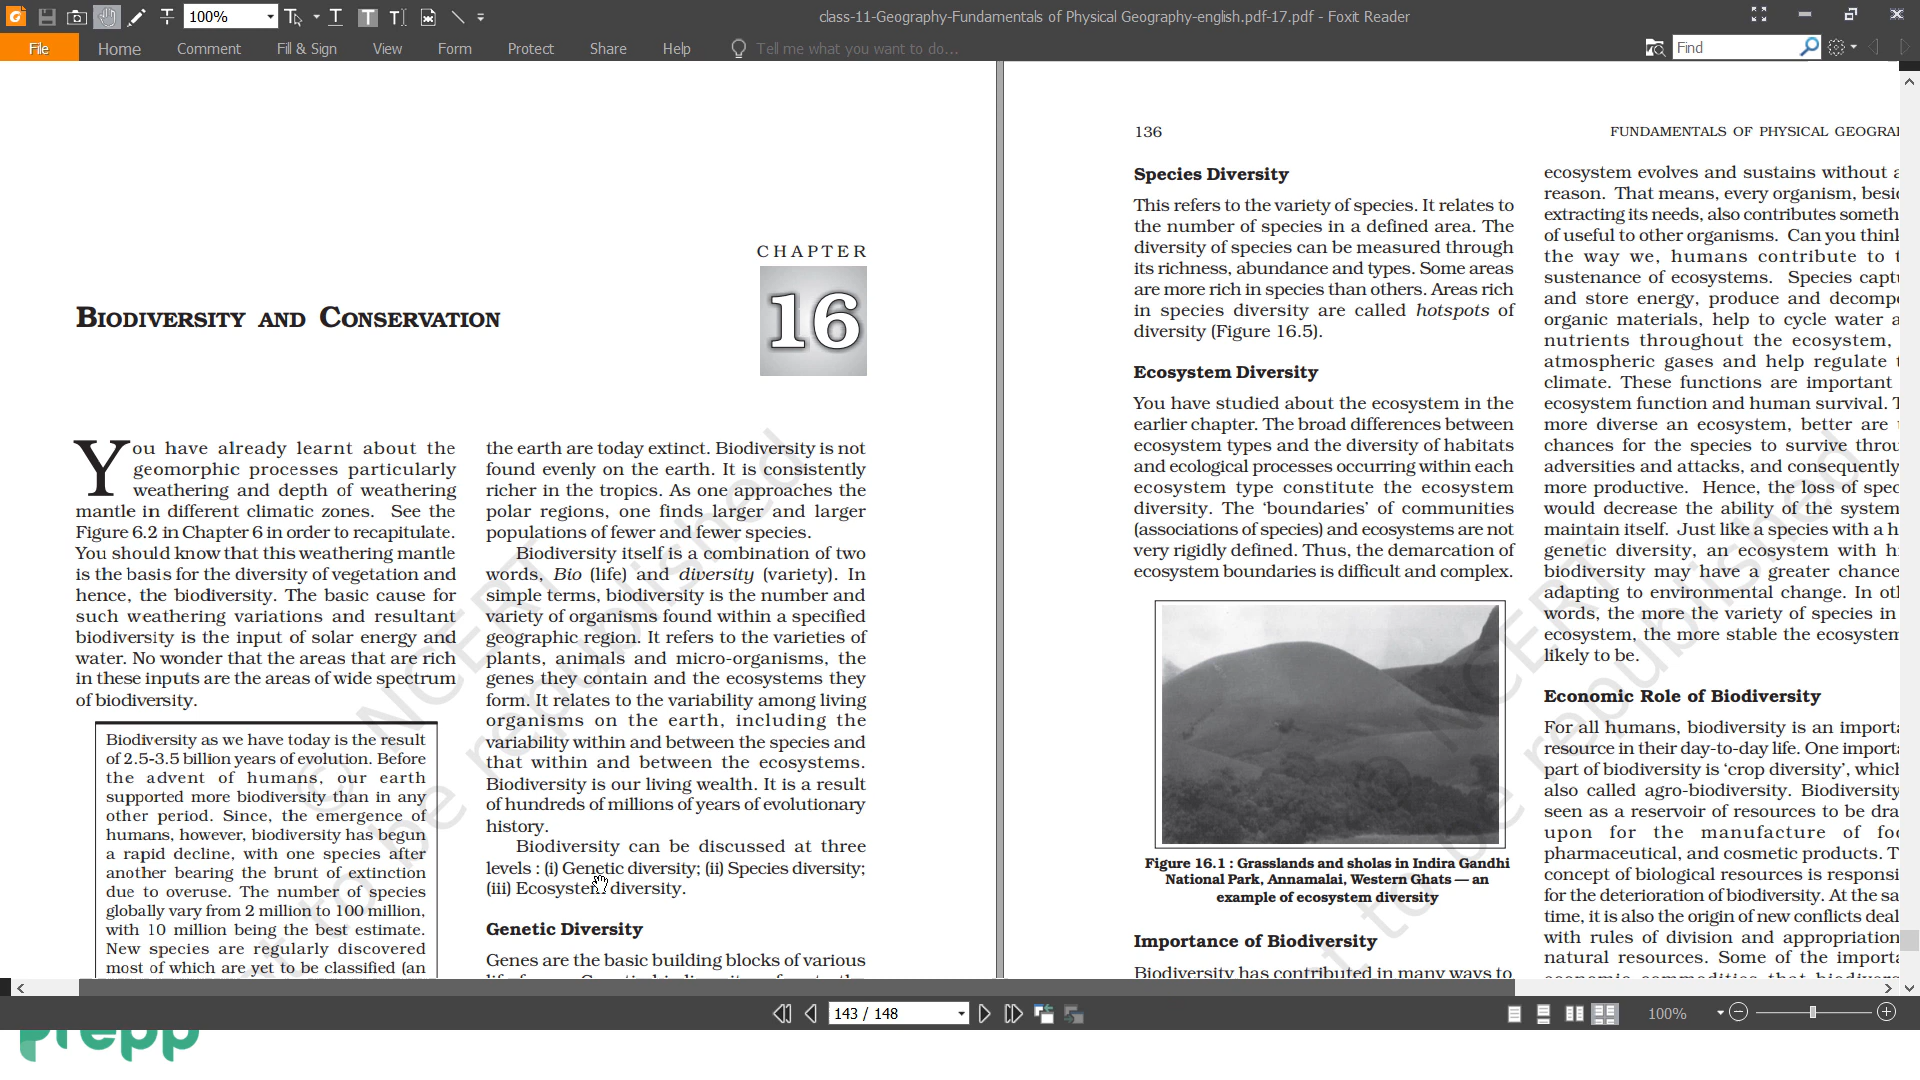 100%
class-11-Geography-Fundamentals of Physical Geography-english.pdf-17.pdf - Foxit Reader
File Home Comment Fill & Sign View Form Protect Share Help Tell me what you want to do... Find
CHAPTER
16
BIODIVERSITY AND CONSERVATION
You have already learnt about the
geomorphic processes particularly
weathering and depth of weathering
mantle in different climatic zones. See the
Figure 6.2 in Chapter 6 in order to recapitulate.
You should know that this weathering mantle
is the basis for the diversity of vegetation and
hence, the biodiversity. The basic cause for
such weathering variations and resultant
biodiversity is the input of solar energy and
water. No wonder that the areas that are rich
in these inputs are the areas of wide spectrum
of biodiversity.
Biodiversity as we have today is the result
of 2.5-3.5 billion years of evolution. Before
the advent of humans, our earth
supported more biodiversity than in any
other period. Since, the emergence of
humans, however, biodiversity has begun
a rapid decline, with one species after
another bearing the brunt of extinction
due to overuse. The number of species
globally vary from 2 million to 100 million,
with 10 million being the best estimate.
New species are regularly discovered
most of which are yet to be classified (an
the earth are today extinct. Biodiversity is not
found evenly on the earth. It is consistently
richer in the tropics. As one approaches the
polar regions, one finds larger and larger
populations of fewer and fewer species.
Biodiversity itself is a combination of two
words, Bio (life) and diversity (variety). In
simple terms, biodiversity is the number and
variety of organisms found within a specified
geographic region. It refers to the varieties of
plants, animals and micro-organisms, the
genes they contain and the ecosystems they
form. It relates to the variability among living
organisms on the earth, including the
variability within and between the species and
that within and between the ecosystems.
Biodiversity is our living wealth. It is a result
of hundreds of millions of years of evolutionary
history.
Biodiversity can be discussed at three
levels : (i) Genetic diversity; (ii) Species diversity;
(iii) Ecosystem diversity.
Genetic Diversity
Genes are the basic building blocks of various
136
FUNDAMENTALS OF PHYSICAL GEOGRA
Species Diversity
This refers to the variety of species. It relates to
the number of species in a defined area. The
diversity of species can be measured through
its richness, abundance and types. Some areas
are more rich in species than others. Areas rich
in species diversity are called hotspots of
diversity (Figure 16.5).
Ecosystem Diversity
You have studied about the ecosystem in the
earlier chapter. The broad differences between
ecosystem types and the diversity of habitats
and ecological processes occurring within each
ecosystem type constitute the ecosystem
diversity. The ‘boundaries’ of communities
(associations of species) and ecosystems are not
very rigidly defined. Thus, the demarcation of
ecosystem boundaries is difficult and complex.
Figure 16.1 : Grasslands and sholas in Indira Gandhi
National Park, Annamalai, Western Ghats — an
example of ecosystem diversity
Importance of Biodiversity
Biodiversity has contributed in many ways to
ecosystem evolves and sustains without a
reason. That means, every organism, besi
extracting its needs, also contributes someth
of useful to other organisms. Can you think
the way we, humans contribute to t
sustenance of ecosystems. Species capt
and store energy, produce and decomp
organic materials, help to cycle water a
nutrients throughout the ecosystem,
atmospheric gases and help regulate t
climate. These functions are important
ecosystem function and human survival. T
more diverse an ecosystem, better are
chances for the species to survive throu
adversities and attacks, and consequently
more productive. Hence, the loss of spec
would decrease the ability of the system
maintain itself. Just like a species with a h
genetic diversity, an ecosystem with h
biodiversity may have a greater chance
adapting to environmental change. In ot
words, the more the variety of species in
ecosystem, the more stable the ecosystem
likely to be.
Economic Role of Biodiversity
For all humans, biodiversity is an importa
resource in their day-to-day life. One importa
part of biodiversity is ‘crop diversity’, which
also called agro-biodiversity. Biodiversity
seen as a reservoir of resources to be dra
upon for the manufacture of foo
pharmaceutical, and cosmetic products. T
concept of biological resources is responsi
for the deterioration of biodiversity. At the sa
time, it is also the origin of new conflicts deal
with rules of division and appropriation
natural resources. Some of the importa
© NCERT
be republished
NCERT
be republished
143 / 148
100%
prepp